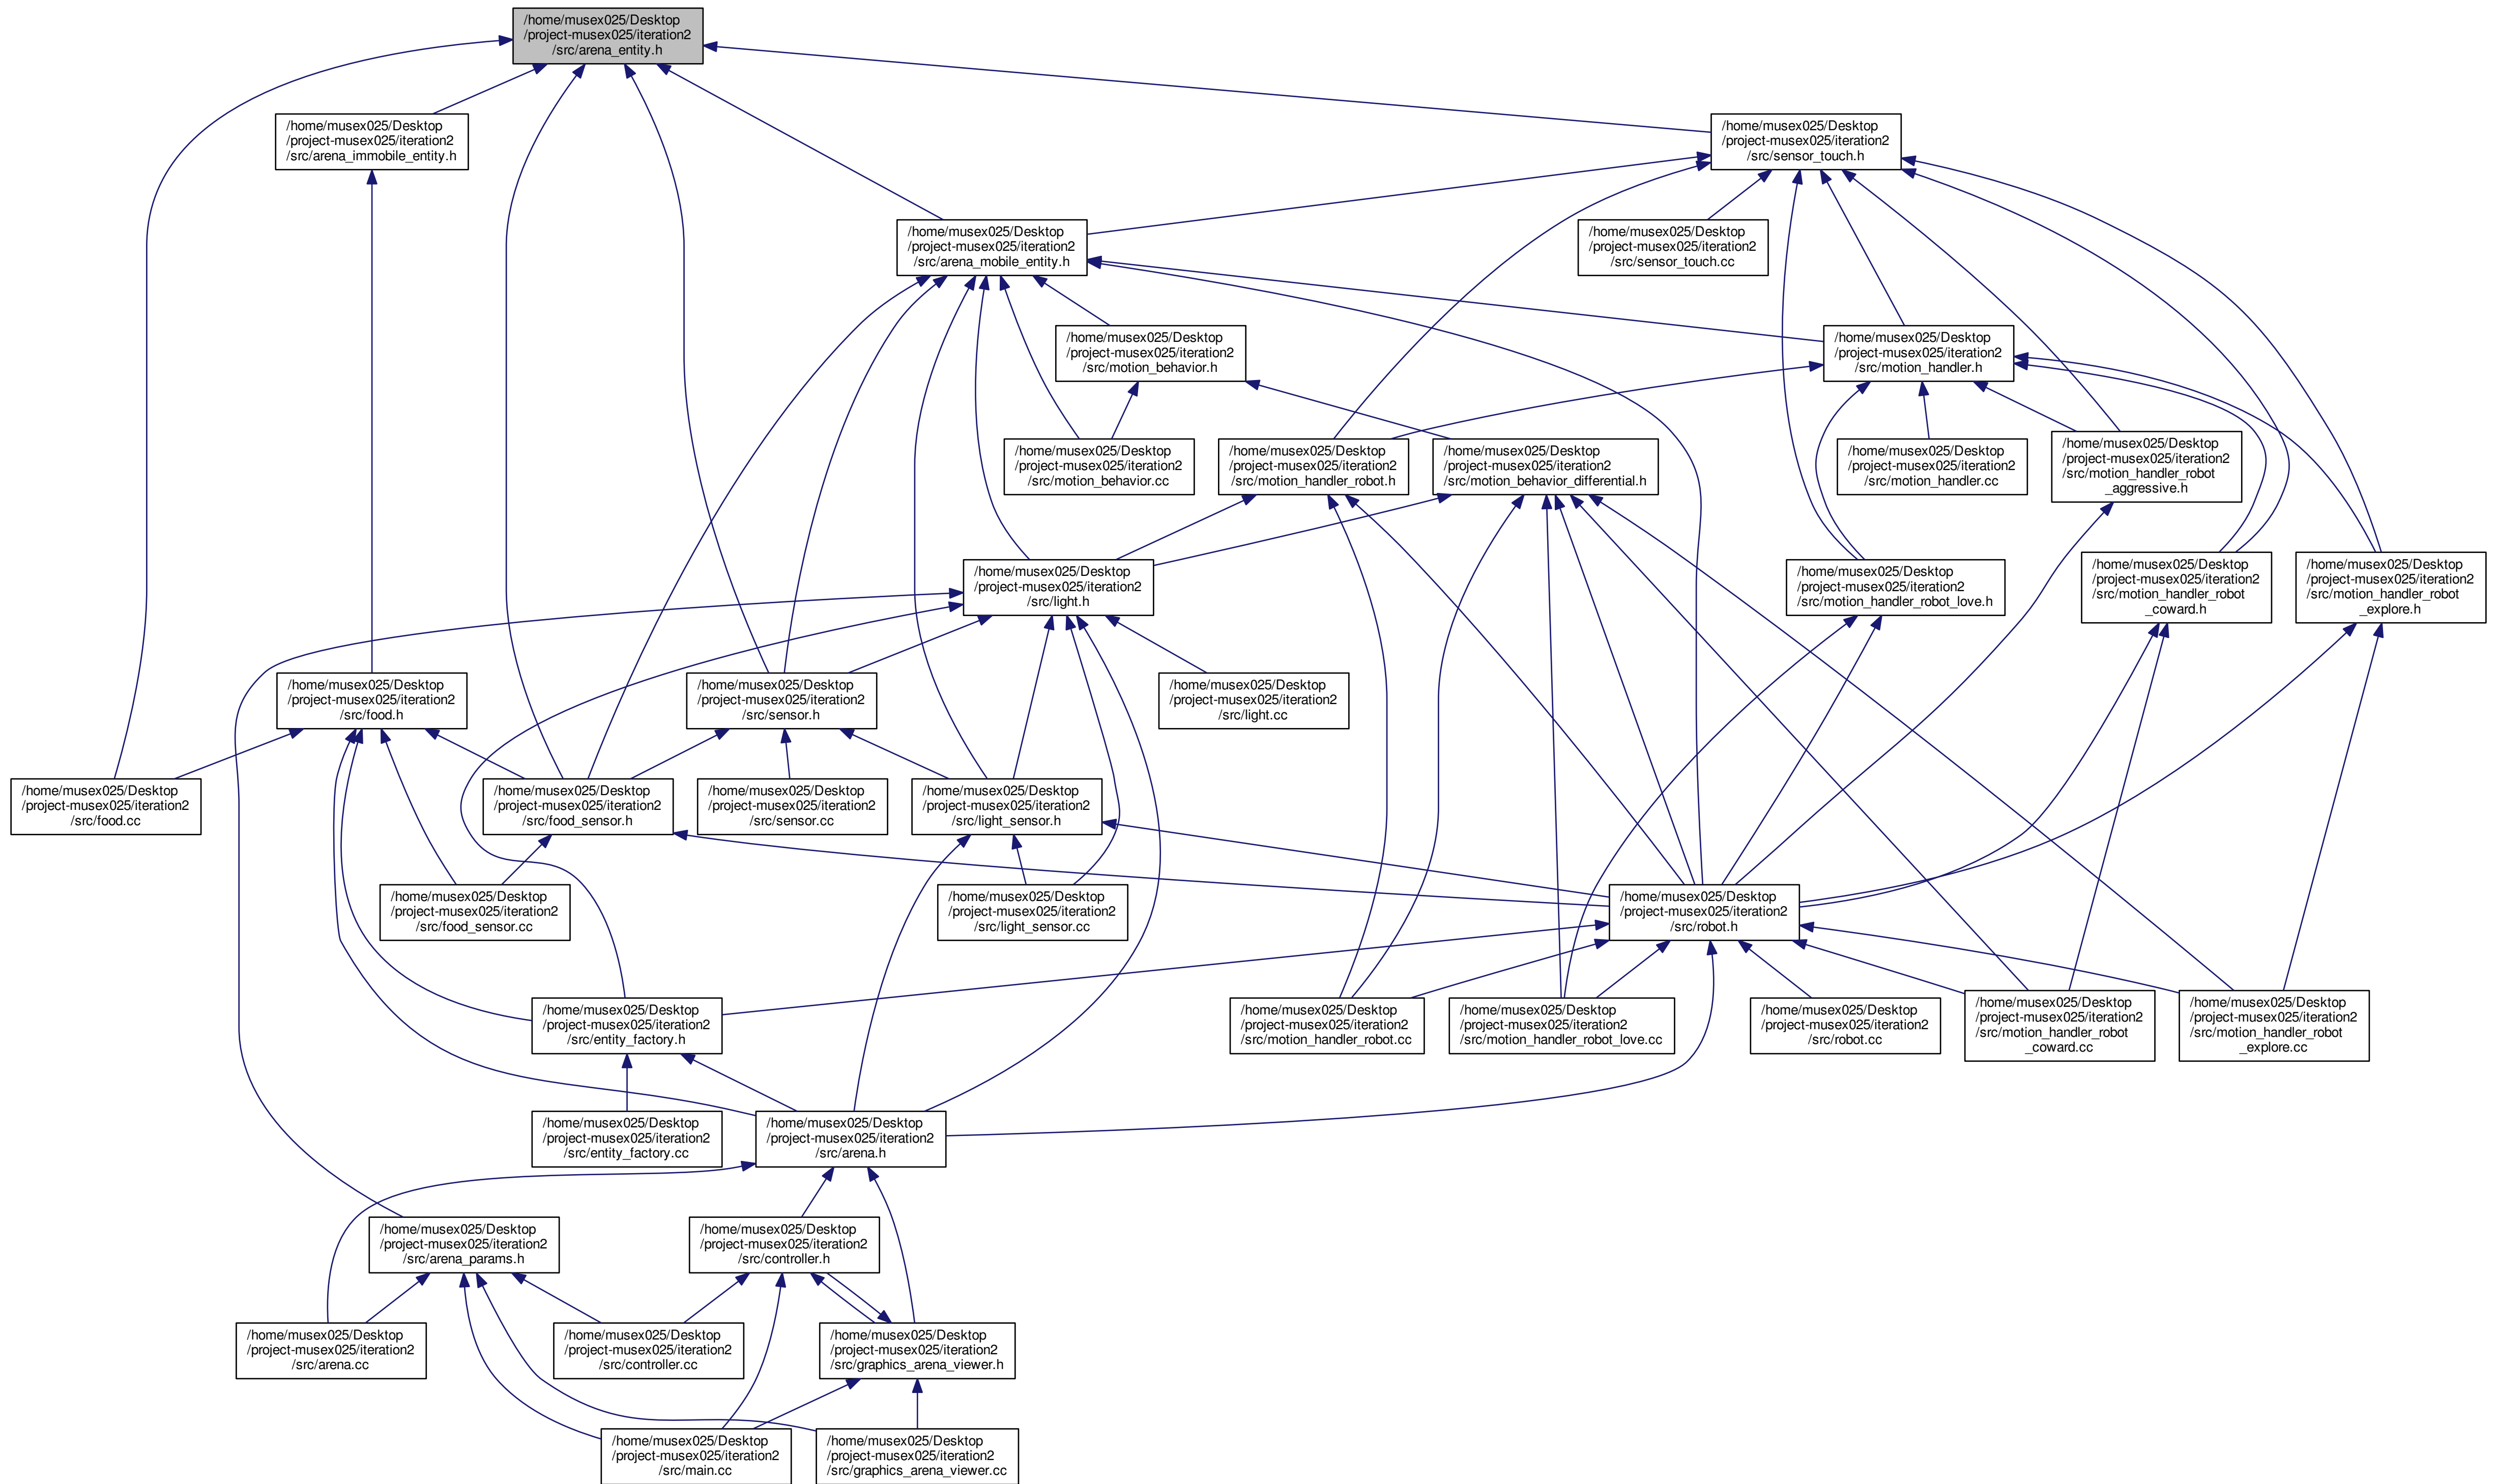 /home/musex025/Desktop
/project-musex025/iteration2
/src/arena_entity.h
/home/musex025/Desktop
/project-musex025/iteration2
/src/arena_immobile_entity.h
/home/musex025/Desktop
/project-musex025/iteration2
/src/sensor_touch.h
/home/musex025/Desktop
/project-musex025/iteration2
/src/arena_mobile_entity.h
/home/musex025/Desktop
/project-musex025/iteration2
/src/sensor_touch.cc
/home/musex025/Desktop
/project-musex025/iteration2
/src/motion_behavior.h
/home/musex025/Desktop
/project-musex025/iteration2
/src/motion_handler.h
/home/musex025/Desktop
/project-musex025/iteration2
/src/motion_behavior.cc
/home/musex025/Desktop
/project-musex025/iteration2
/src/motion_handler_robot.h
/home/musex025/Desktop
/project-musex025/iteration2
/src/motion_behavior_differential.h
/home/musex025/Desktop
/project-musex025/iteration2
/src/motion_handler.cc
/home/musex025/Desktop
/project-musex025/iteration2
/src/motion_handler_robot
_aggressive.h
/home/musex025/Desktop
/project-musex025/iteration2
/src/light.h
/home/musex025/Desktop
/project-musex025/iteration2
/src/motion_handler_robot_love.h
/home/musex025/Desktop
/project-musex025/iteration2
/src/motion_handler_robot
_coward.h
/home/musex025/Desktop
/project-musex025/iteration2
/src/motion_handler_robot
_explore.h
/home/musex025/Desktop
/project-musex025/iteration2
/src/food.h
/home/musex025/Desktop
/project-musex025/iteration2
/src/sensor.h
/home/musex025/Desktop
/project-musex025/iteration2
/src/light.cc
/home/musex025/Desktop
/project-musex025/iteration2
/src/food.cc
/home/musex025/Desktop
/project-musex025/iteration2
/src/food_sensor.h
/home/musex025/Desktop
/project-musex025/iteration2
/src/sensor.cc
/home/musex025/Desktop
/project-musex025/iteration2
/src/light_sensor.h
/home/musex025/Desktop
/project-musex025/iteration2
/src/food_sensor.cc
/home/musex025/Desktop
/project-musex025/iteration2
/src/light_sensor.cc
/home/musex025/Desktop
/project-musex025/iteration2
/src/robot.h
/home/musex025/Desktop
/project-musex025/iteration2
/src/entity_factory.h
/home/musex025/Desktop
/project-musex025/iteration2
/src/motion_handler_robot.cc
/home/musex025/Desktop
/project-musex025/iteration2
/src/motion_handler_robot_love.cc
/home/musex025/Desktop
/project-musex025/iteration2
/src/robot.cc
/home/musex025/Desktop
/project-musex025/iteration2
/src/motion_handler_robot
_coward.cc
/home/musex025/Desktop
/project-musex025/iteration2
/src/motion_handler_robot
_explore.cc
/home/musex025/Desktop
/project-musex025/iteration2
/src/entity_factory.cc
/home/musex025/Desktop
/project-musex025/iteration2
/src/arena.h
/home/musex025/Desktop
/project-musex025/iteration2
/src/arena_params.h
/home/musex025/Desktop
/project-musex025/iteration2
/src/controller.h
/home/musex025/Desktop
/project-musex025/iteration2
/src/arena.cc
/home/musex025/Desktop
/project-musex025/iteration2
/src/controller.cc
/home/musex025/Desktop
/project-musex025/iteration2
/src/graphics_arena_viewer.h
/home/musex025/Desktop
/project-musex025/iteration2
/src/main.cc
/home/musex025/Desktop
/project-musex025/iteration2
/src/graphics_arena_viewer.cc